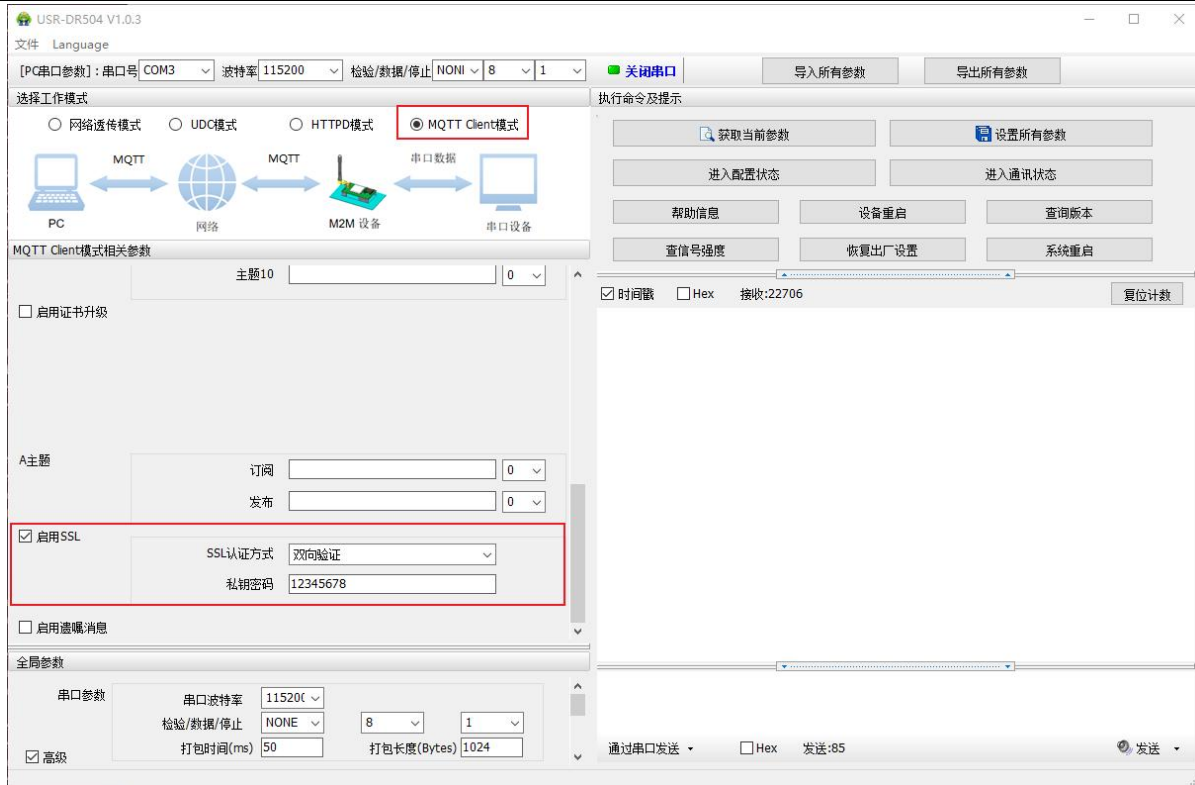 USR-DR504 V1.0.3
文件 Language
[PC串口参数]:串口号 COM3 波特率 115200 检验/数据/停止 NONI 8 1 关闭串口 导入所有参数 导出所有参数
选择工作模式
网络透传模式 UDC模式 HTTPD模式 MQTT Client模式
MQTT MQTT 串口数据
PC 网络 M2M 设备 串口设备
MQTT Client模式相关参数
主题10 0
启用证书升级
A主题
订阅 0
发布 0
启用SSL
SSL认证方式 双向验证
私钥密码 12345678
启用遗嘱消息
全局参数
串口参数
串口波特率 11520(
检验/数据/停止 NONE 8 1
打包时间(ms) 50 打包长度(Bytes) 1024
高级
执行命令及提示
获取当前参数 设置所有参数
进入配置状态 进入通讯状态
帮助信息 设备重启 查询版本
查信号强度 恢复出厂设置 系统重启
时间戳 Hex 接收:22706 复位计数
通过串口发送 Hex 发送:85 发送